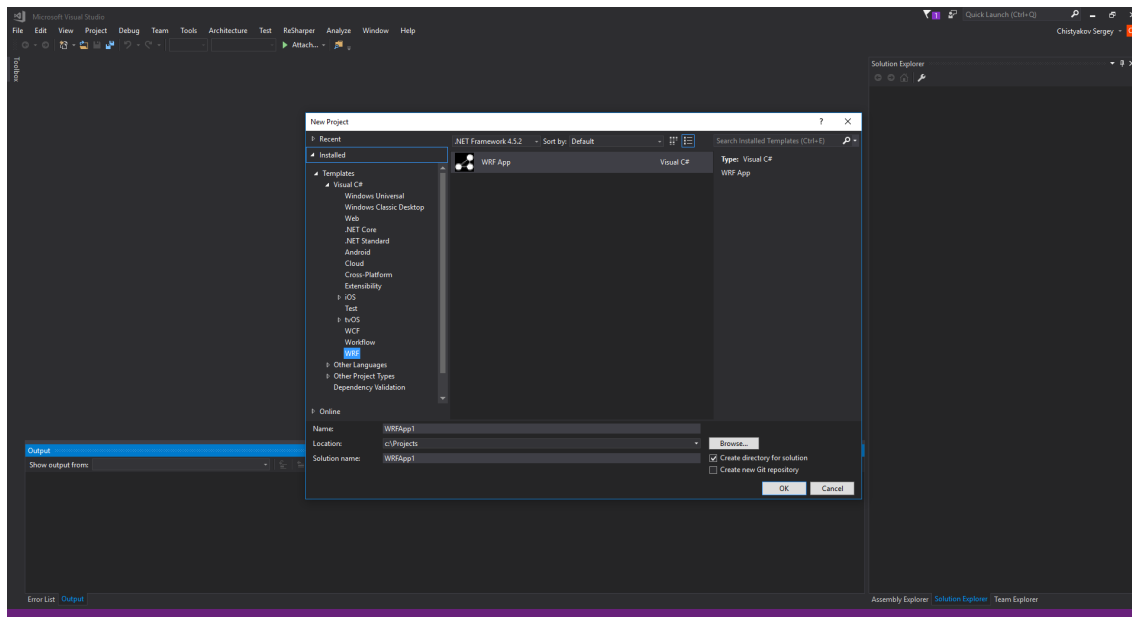 Microsoft Visual Studio
1
Quick Launch (Ctrl+Q)
File Edit View Project Debug Team Tools Architecture Test ReSharper Analyze Window Help
Chistyakov Sergey
Attach...
Toolbox
Solution Explorer
New Project
? X
Recent
.NET Framework 4.5.2 Sort by: Default
Search Installed Templates (Ctrl+E)
Installed
WRF App Visual C#
Type: Visual C#
WRF App
Templates
Visual C#
Windows Universal
Windows Classic Desktop
Web
.NET Core
.NET Standard
Android
Cloud
Cross-Platform
Extensibility
iOS
Test
tvOS
WCF
Workflow
WRF
Other Languages
Other Project Types
Dependency Validation
Online
Name: WRFApp1
Location: c:\Projects Browse...
Solution name: WRFApp1
Create directory for solution
Create new Git repository
OK Cancel
Output
Show output from:
Error List Output
Assembly Explorer Solution Explorer Team Explorer